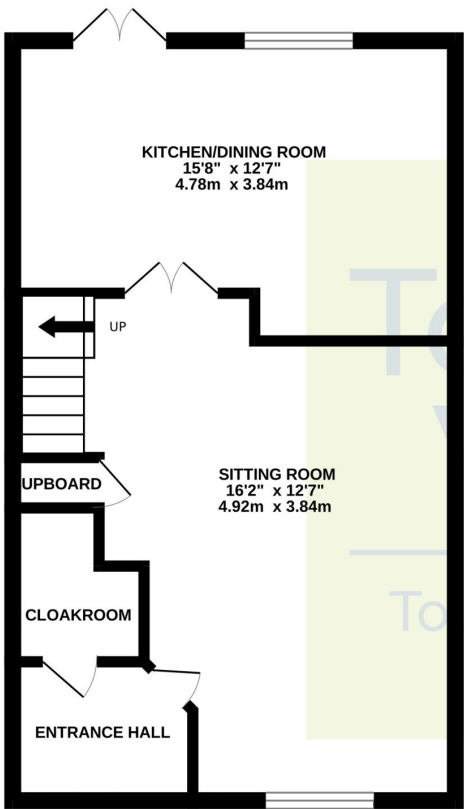 KITCHEN/DINING ROOM
15'8" x 12'7"
4.78m x 3.84m
UP
SITTING ROOM
16'2" x 12'7"
4.92m x 3.84m
UPBOARD
CLOAKROOM
ENTRANCE HALL